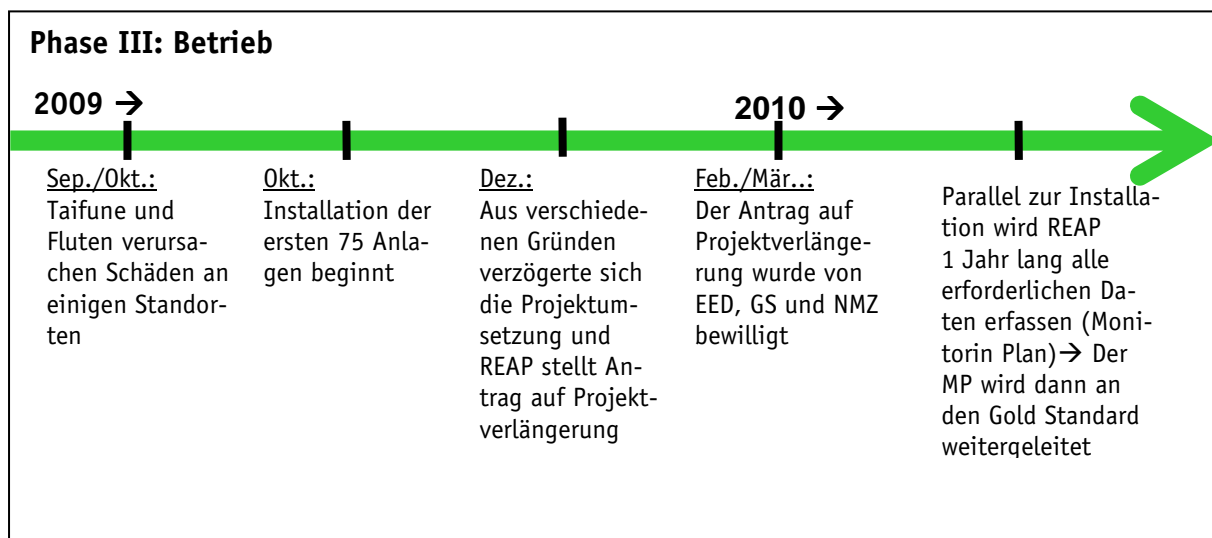 Phase III: Betrieb
2009 →
2010 →
Sep./Okt.:
Taifune und
Fluten verursa-
chen Schäden an
einigen Standor-
ten
Okt.:
Installation der
ersten 75 Anla-
gen beginnt
Dez.:
Aus verschiede-
nen Gründen
verzögerte sich
die Projektum-
setzung und
REAP stellt An-
trag auf Projekt-
verlängerung
Feb./Mär..:
Der Antrag auf
Projektverlänge-
rung wurde von
EED, GS und NMZ
bewilligt
Parallel zur Installa-
tion wird REAP
1 Jahr lang alle
erforderlichen Da-
ten erfassen (Moni-
torin Plan)→ Der
MP wird dann an
den Gold Standard
weitergeleitet